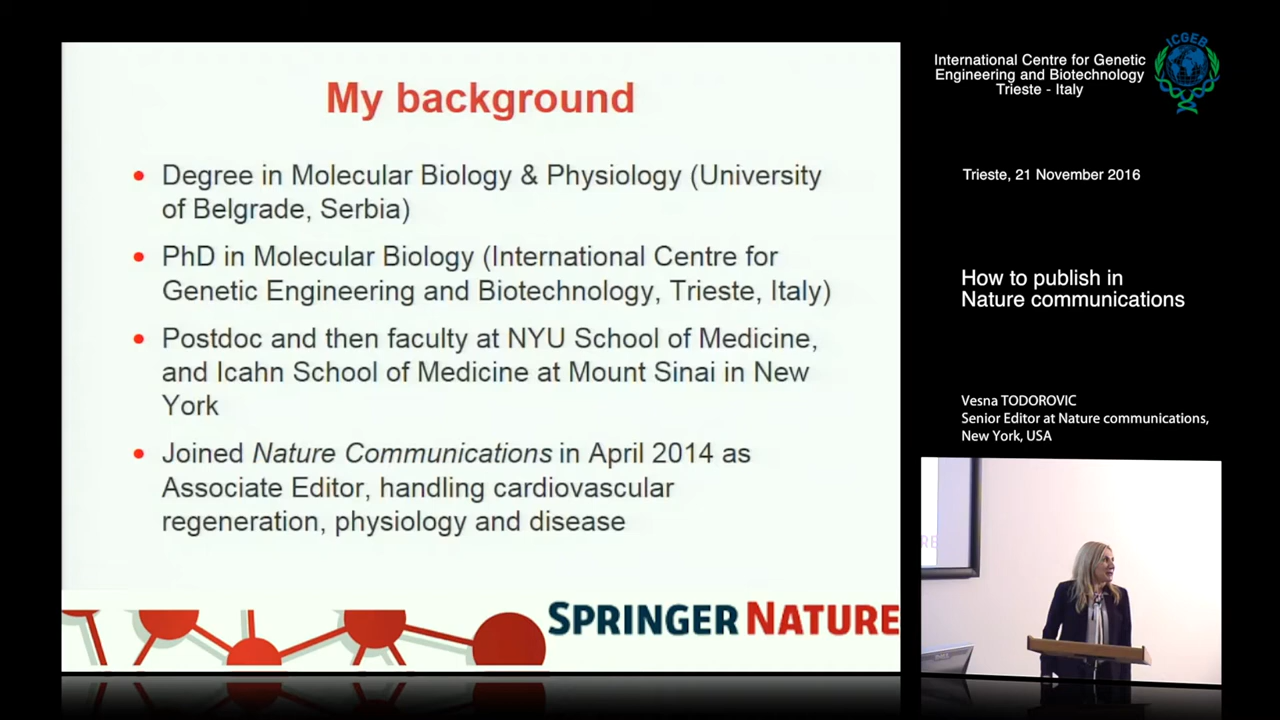 My background
Degree in Molecular Biology & Physiology (University
of Belgrade, Serbia)
PhD in Molecular Biology (International Centre for
Genetic Engineering and Biotechnology, Trieste, Italy)
Postdoc and then faculty at NYU School of Medicine,
and Icahn School of Medicine at Mount Sinai in New
York
Joined Nature Communications in April 2014 as
Associate Editor, handling cardiovascular
regeneration, physiology and disease
SPRINGER NATURE
International Centre for Genetic
Engineering and Biotechnology
Trieste - Italy
ICGEB
Trieste, 21 November 2016
How to publish in
Nature communications
Vesna TODOROVIC
Senior Editor at Nature communications,
New York, USA